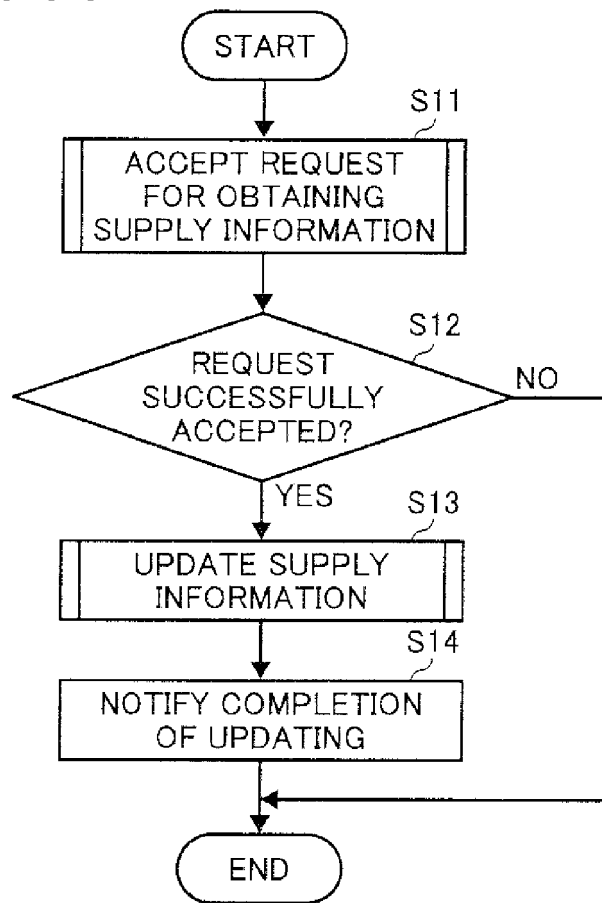 START
S11
ACCEPT REQUEST
FOR OBTAINING
SUPPLY INFORMATION
S12
REQUEST
SUCCESSFULLY
ACCEPTED?
NO
YES
S13
UPDATE SUPPLY
INFORMATION
S14
NOTIFY COMPLETION
OF UPDATING
END